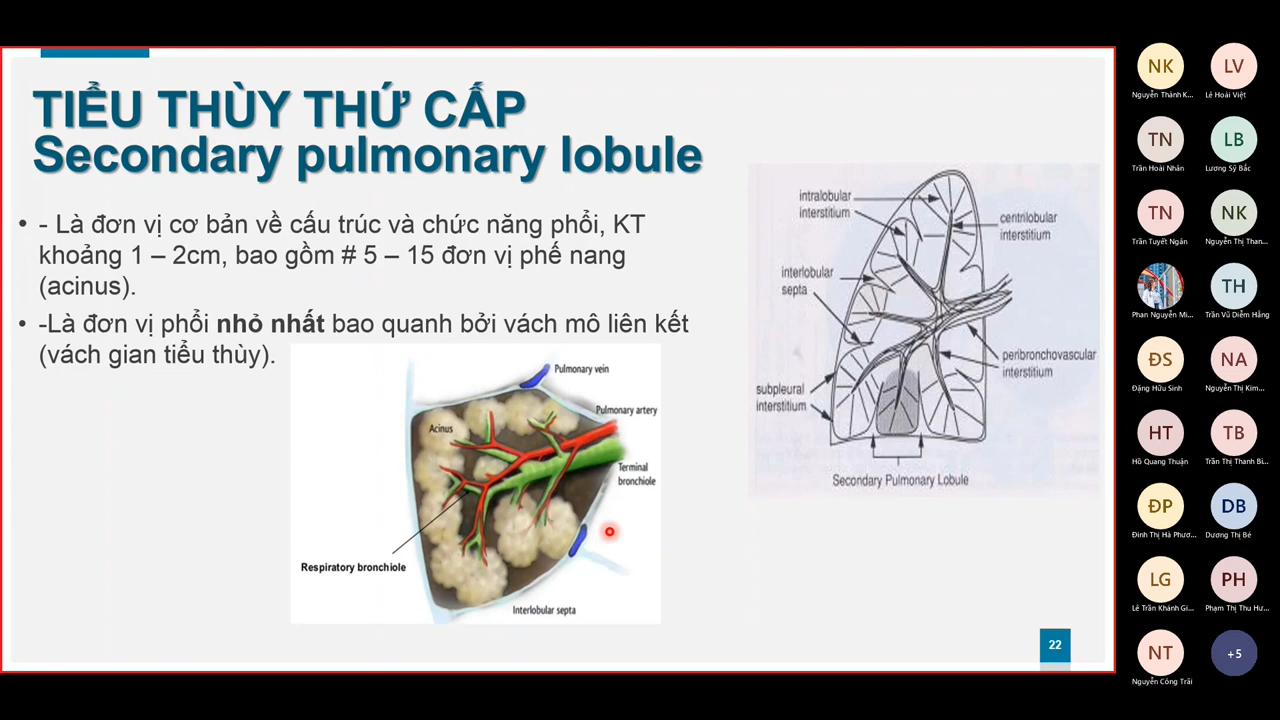 TIỂU THÙY THỨ CẤP
Secondary pulmonary lobule
• - Là đơn vị cơ bản về cấu trúc và chức năng phổi, KT
khoảng 1 – 2cm, bao gồm # 5 – 15 đơn vị phế nang
(acinus).
• -Là đơn vị phổi nhỏ nhất bao quanh bởi vách mô liên kết
(vách gian tiểu thùy).
Pulmonary vein
Pulmonary artery
Acinus
Terminal
bronchiole
Respiratory bronchiole
Interlobular septa
intralobular
interstitium
centrilobular
interstitium
interlobular
septa
peribronchovascular
interstitium
subpleural
interstitium
Secondary Pulmonary Lobule
22
NK
Nguyễn Thành K...
LV
Lê Hoài Việt
TN
Trần Hoài Nhân
LB
Lương Sỹ Bắc
TN
Trần Tuyết Ngân
NK
Nguyễn Thị Than...
Phan Nguyễn Mi...
TH
Trần Vũ Diễm Hằng
ĐS
Đặng Hữu Sinh
NA
Nguyễn Thị Kim...
HT
Hồ Quang Thuận
TB
Trần Thị Thanh Bi...
ĐP
Đinh Thị Hà Phươ...
DB
Dương Thị Bé
LG
Lê Trần Khánh Gi...
PH
Phạm Thị Thu Hư...
NT
Nguyễn Công Trãi
+5